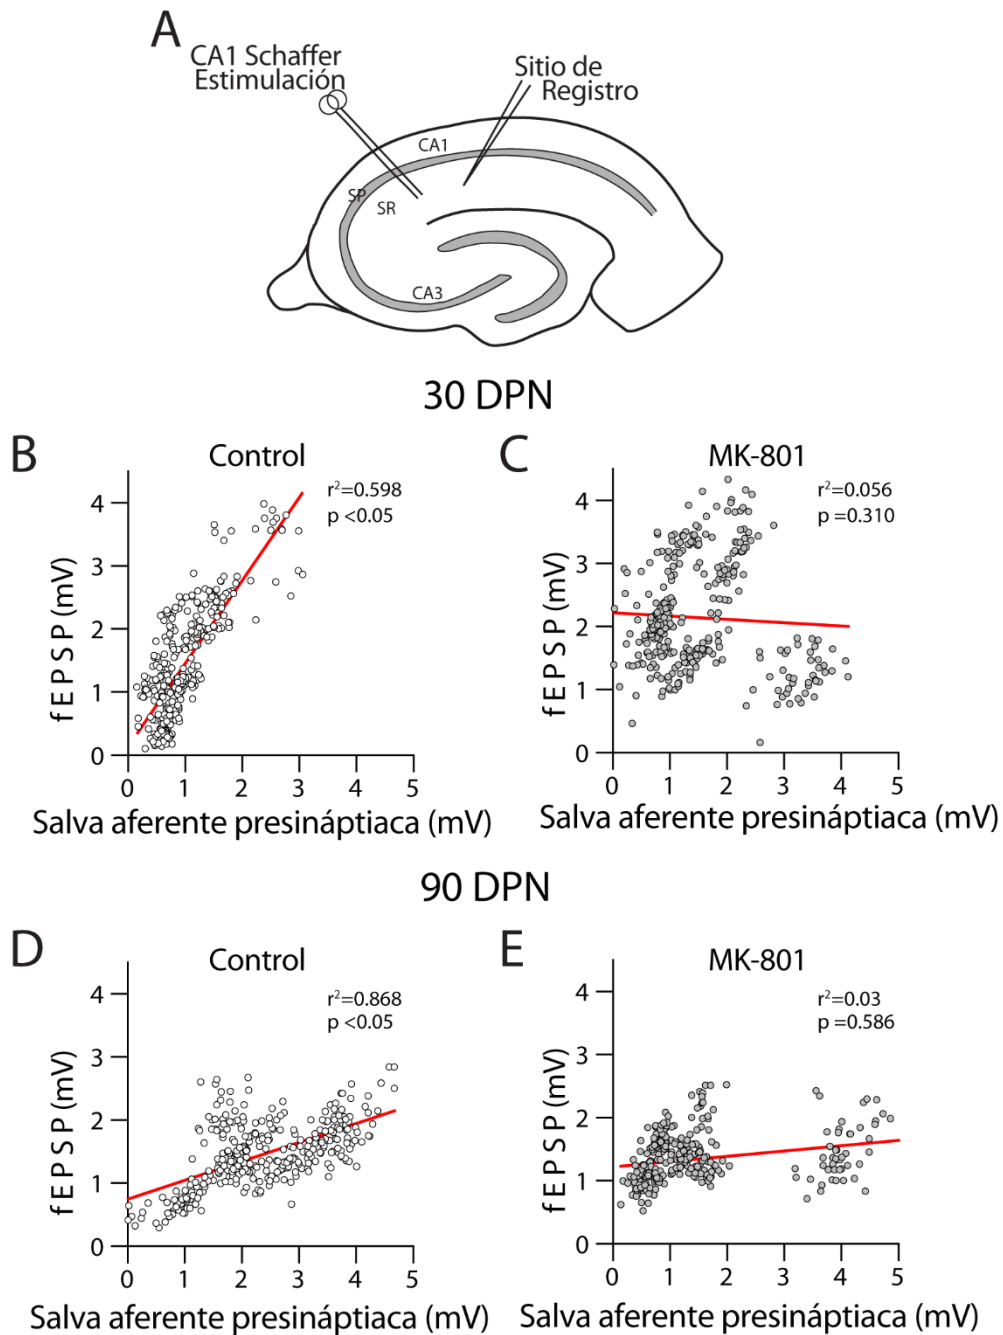 A
CA1 Schaffer
Estimulación
Sitio de
Registro
CA1
SP
SR
CA3
30 DPN
B
Control
r²=0.598
p <0.05
fEPSP (mV)
4
3
2
1
0
0 1 2 3 4 5
Salva aferente presináptiaca (mV)
C
MK-801
r²=0.056
p =0.310
fEPSP (mV)
4
3
2
1
0
0 1 2 3 4 5
Salva aferente presináptiaca (mV)
90 DPN
D
Control
r²=0.868
p <0.05
fEPSP (mV)
4
3
2
1
0
0 1 2 3 4 5
Salva aferente presináptiaca (mV)
E
MK-801
r²=0.03
p =0.586
fEPSP (mV)
4
3
2
1
0
0 1 2 3 4 5
Salva aferente presináptiaca (mV)